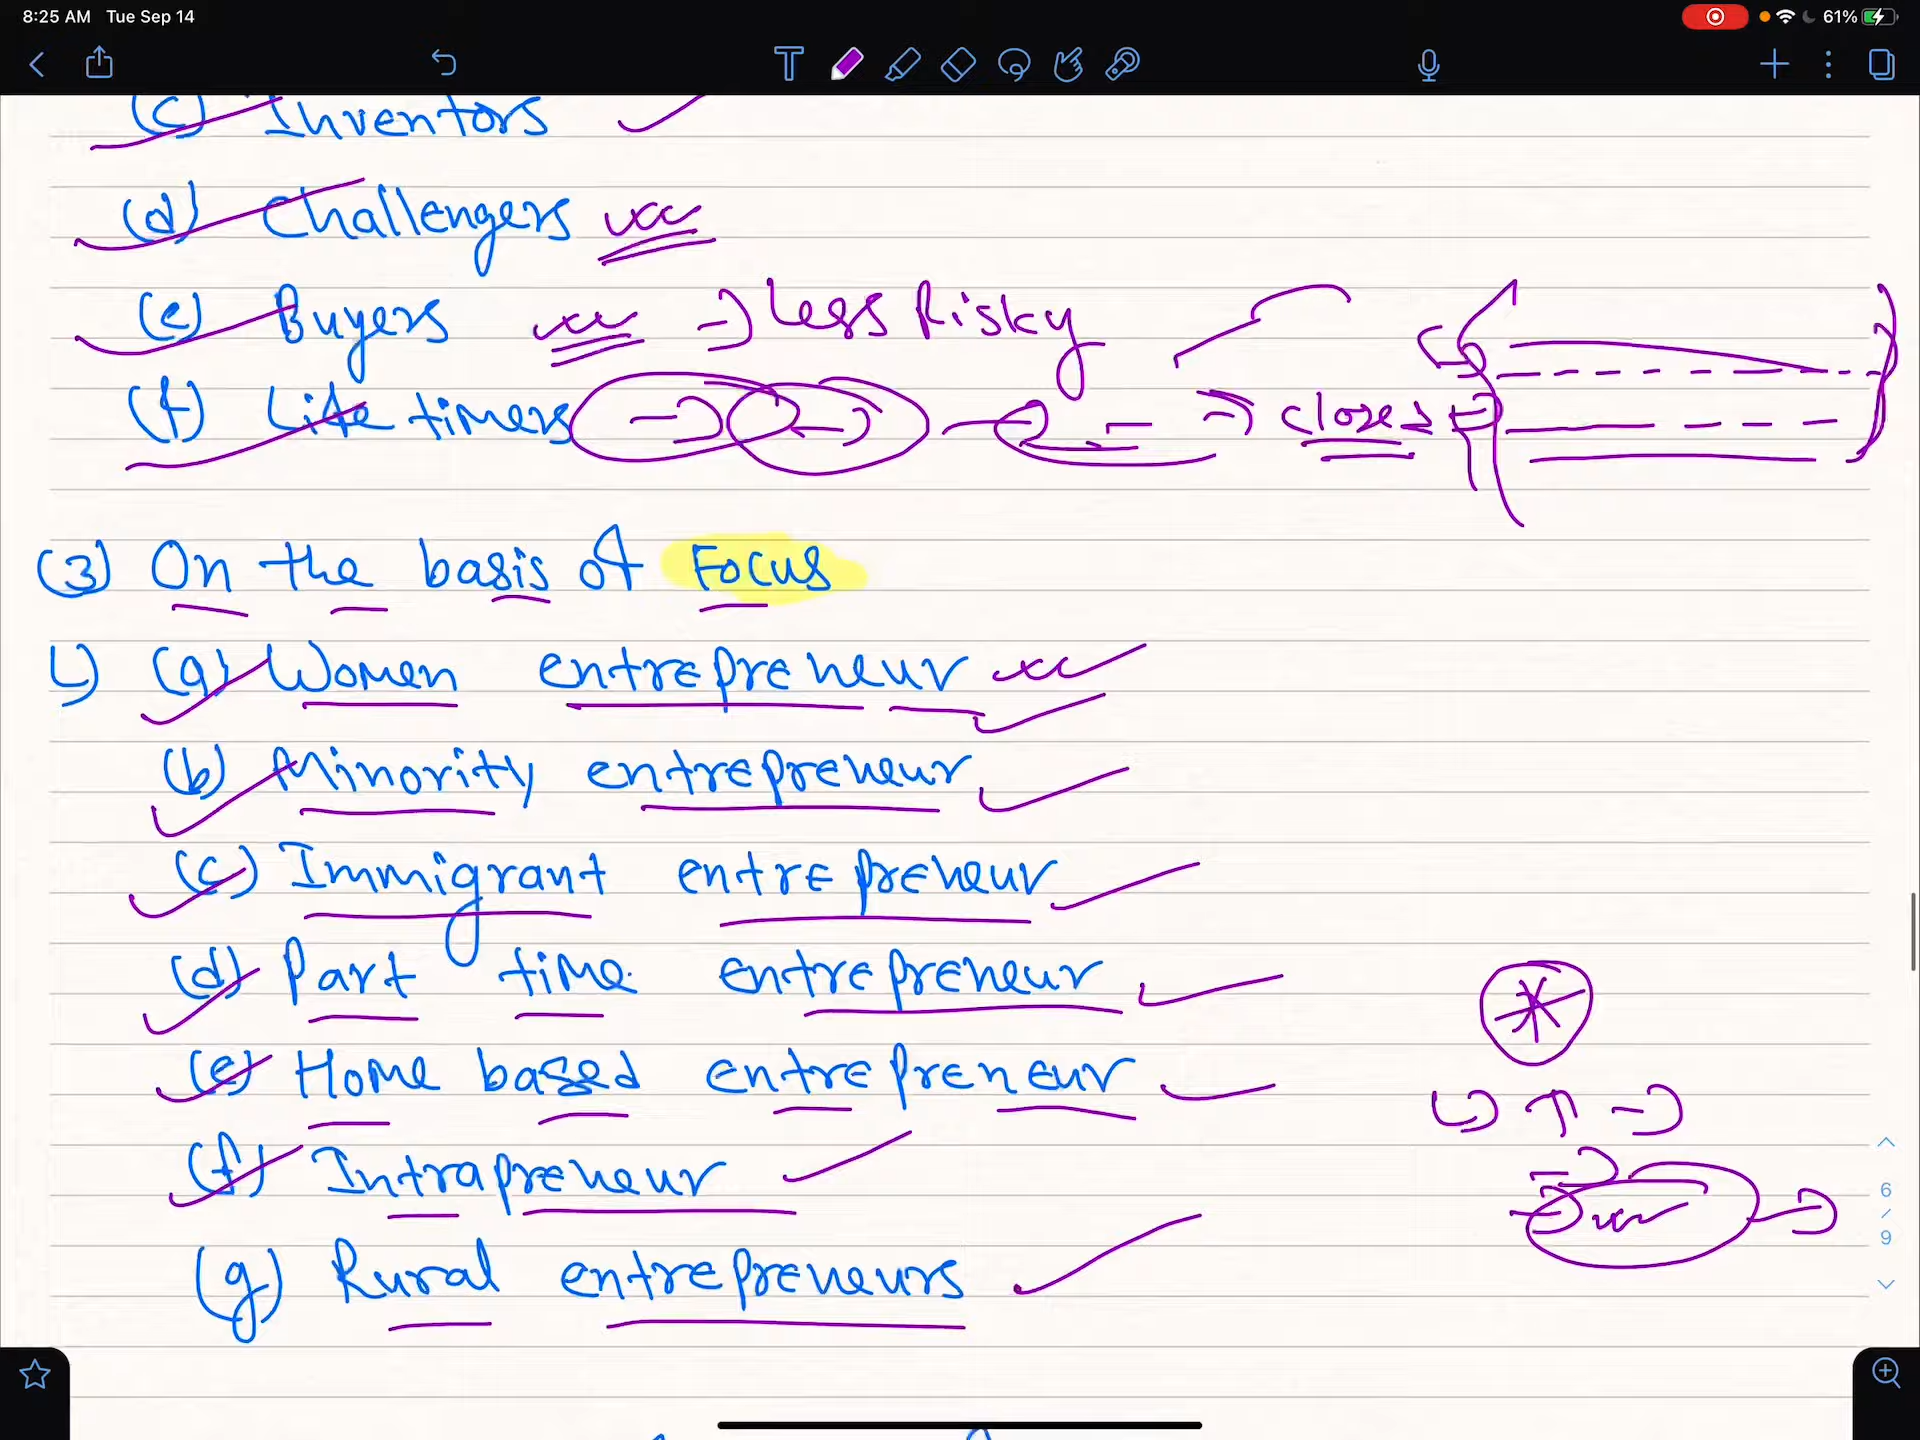 8:25 AM Tue Sep 14
61%
(c) Inventors
(d) Challengers
(e) Buyers → Less Risky
(f) Life timers → close
(3) On the basis of Focus
(a) Women entrepreneur
(b) Minority entrepreneur
(c) Immigrant entrepreneur
(d) Part time entrepreneur
(e) Home based entrepreneur
(f) Intrapreneur
(g) Rural entrepreneurs
6
/
9